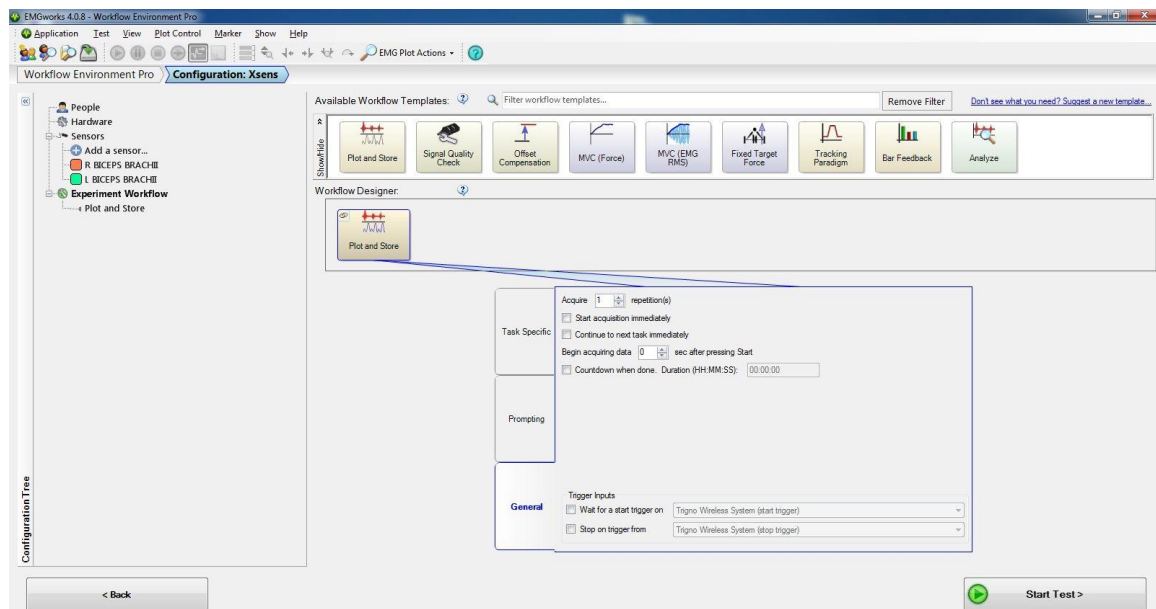 EMGworks 4.0.8 - Workflow Environment Pro
Application Test View Plot Control Marker Show Help
EMG Plot Actions
Workflow Environment Pro Configuration: Xsens
People
Hardware
Sensors
Add a sensor...
R BICEPS BRACHII
L BICEPS BRACHII
Experiment Workflow
Plot and Store
Configuration Tree
Available Workflow Templates: Filter workflow templates... Remove Filter Don't see what you need? Suggest a new template...
Show/Hide
Plot and Store
Signal Quality
Check
Offset
Compensation
MVC (Force)
MVC (EMG
RMS)
Fixed Target
Force
Tracking
Paradigm
Bar Feedback
Analyze
Workflow Designer:
Plot and Store
Task Specific
Prompting
General
Acquire 1 repetition(s)
Start acquisition immediately
Continue to next task immediately
Begin acquiring data 0 sec after pressing Start
Countdown when done. Duration (HH:MM:SS): 00:00:00
Trigger Inputs
Wait for a start trigger on Trigno Wireless System (start trigger)
Stop on trigger from Trigno Wireless System (stop trigger)
< Back
Start Test >